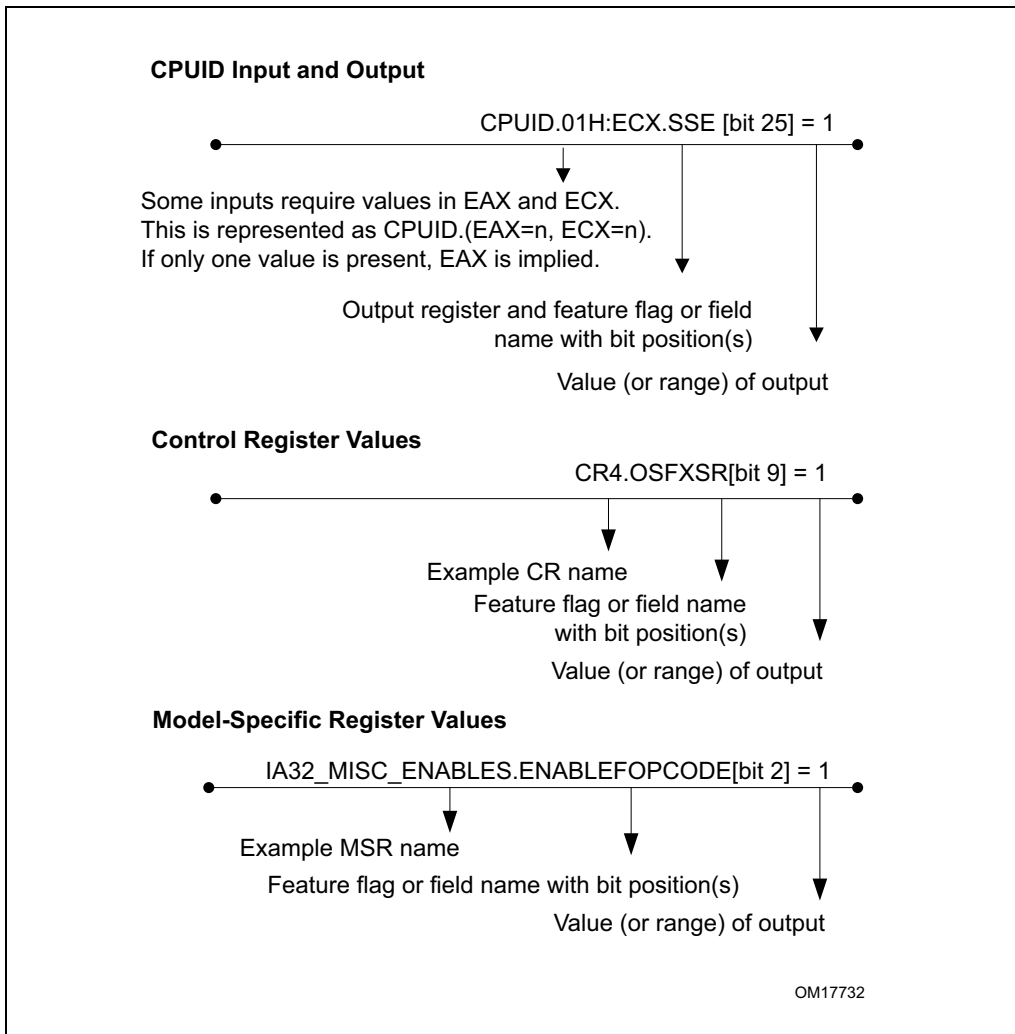 CPUID Input and Output
CPUID.01H:ECX.SSE [bit 25] = 1
Some inputs require values in EAX and ECX.
This is represented as CPUID.(EAX=n, ECX=n).
If only one value is present, EAX is implied.
Output register and feature flag or field
name with bit position(s)
Value (or range) of output
Control Register Values
CR4.OSFXSR[bit 9] = 1
Example CR name
Feature flag or field name
with bit position(s)
Value (or range) of output
Model-Specific Register Values
IA32_MISC_ENABLES.ENABLEFOPCODE[bit 2] = 1
Example MSR name
Feature flag or field name with bit position(s)
Value (or range) of output
OM17732